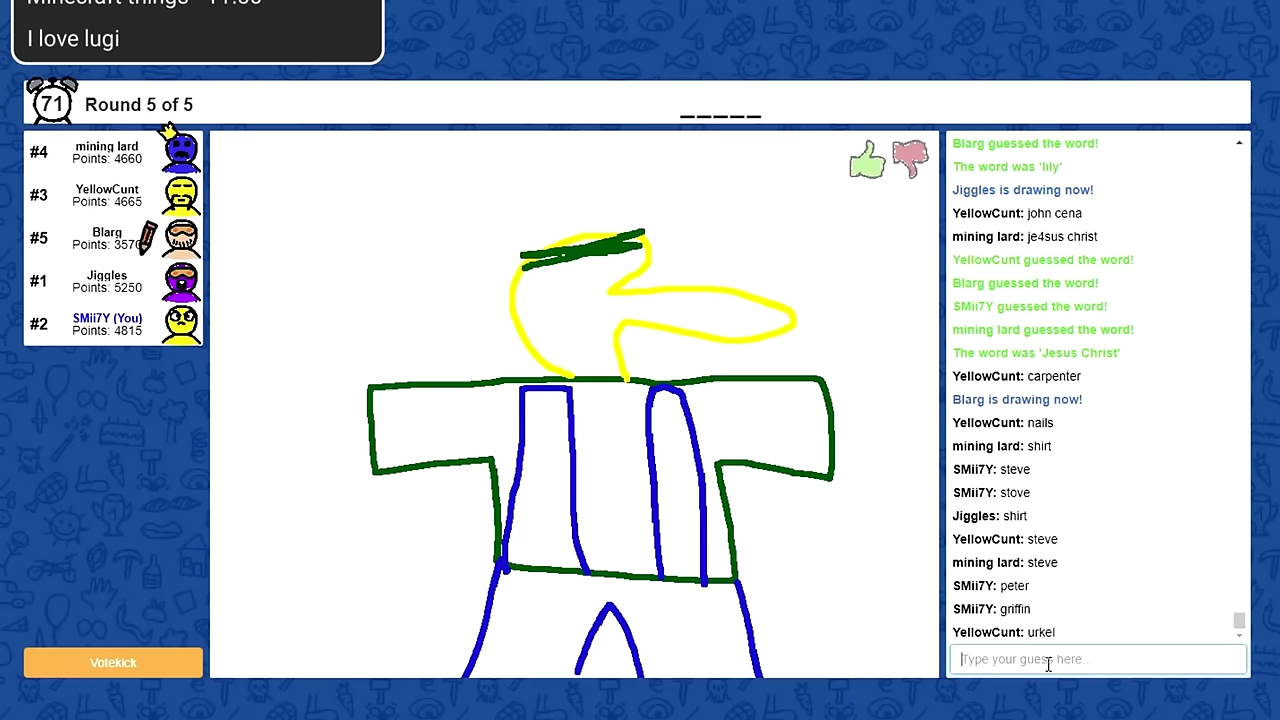 I love lugi
71
Round 5 of 5
_____
#4
mining lard
Points: 4660
#3
YellowCunt
Points: 4665
#5
Blarg
Points: 3570
#1
Jiggles
Points: 5250
#2
SMii7Y (You)
Points: 4815
Votekick
Blarg guessed the word!
The word was 'lily'
Jiggles is drawing now!
YellowCunt: john cena
mining lard: je4sus christ
YellowCunt guessed the word!
Blarg guessed the word!
SMii7Y guessed the word!
mining lard guessed the word!
The word was 'Jesus Christ'
YellowCunt: carpenter
Blarg is drawing now!
YellowCunt: nails
mining lard: shirt
SMii7Y: steve
SMii7Y: stove
Jiggles: shirt
YellowCunt: steve
mining lard: steve
SMii7Y: peter
SMii7Y: griffin
YellowCunt: urkel
Type your guess here...